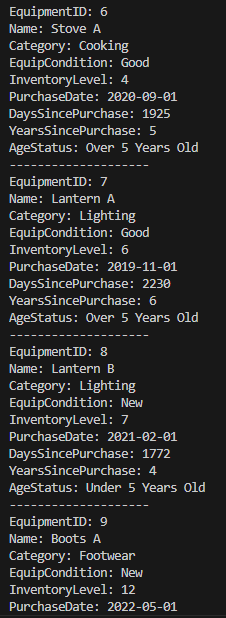 EquipmentID: 6
Name: Stove A
Category: Cooking
EquipCondition: Good
InventoryLevel: 4
PurchaseDate: 2020-09-01
DaysSincePurchase: 1925
YearsSincePurchase: 5
AgeStatus: Over 5 Years Old
--------------------
EquipmentID: 7
Name: Lantern A
Category: Lighting
EquipCondition: Good
InventoryLevel: 6
PurchaseDate: 2019-11-01
DaysSincePurchase: 2230
YearsSincePurchase: 6
AgeStatus: Over 5 Years Old
--------------------
EquipmentID: 8
Name: Lantern B
Category: Lighting
EquipCondition: New
InventoryLevel: 7
PurchaseDate: 2021-02-01
DaysSincePurchase: 1772
YearsSincePurchase: 4
AgeStatus: Under 5 Years Old
--------------------
EquipmentID: 9
Name: Boots A
Category: Footwear
EquipCondition: New
InventoryLevel: 12
PurchaseDate: 2022-05-01